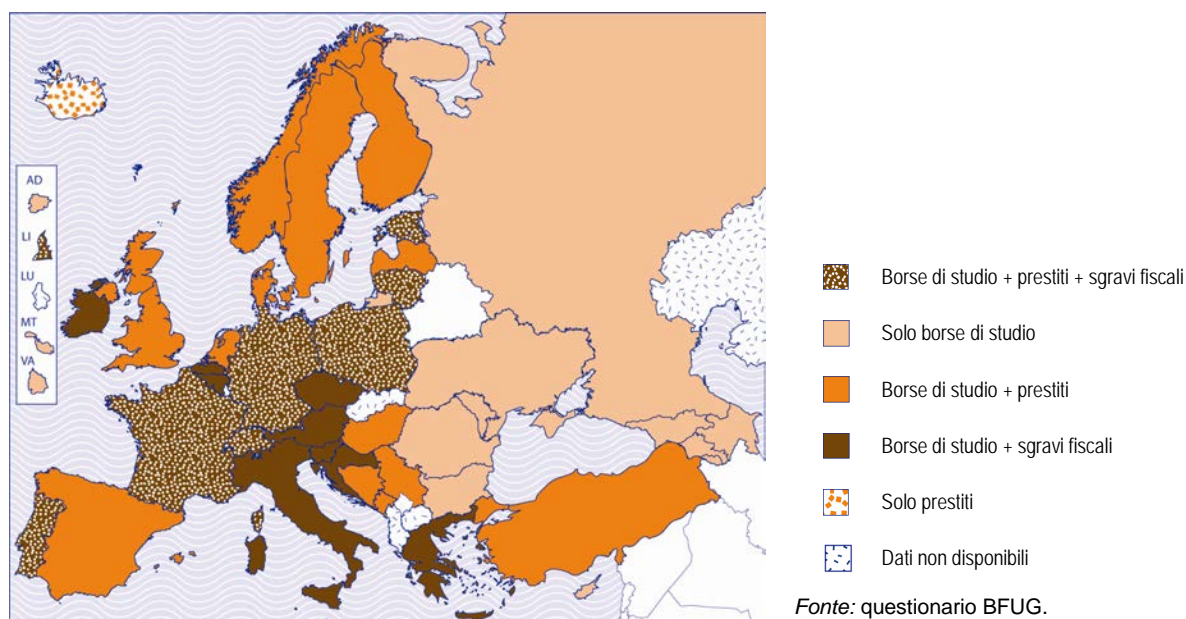 AD
LI
LU
MT
VA
Borse di studio + prestiti + sgravi fiscali
Solo borse di studio
Borse di studio + prestiti
Borse di studio + sgravi fiscali
Solo prestiti
Dati non disponibili
Fonte: questionario BFUG.